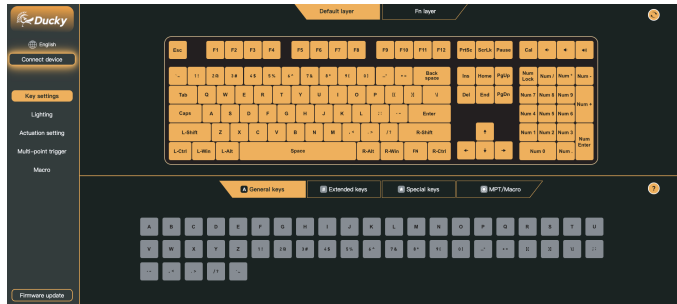 Ducky
Default layer
Fn layer
English
Connect device
Key settings
Lighting
Actuation setting
Multi-point trigger
Macro
Firmware update
Esc F1 F2 F3 F4 F5 F6 F7 F8 F9 F10 F11 F12 PrtSc ScrLk Pause Cal
Back space Ins Home PgUp Num Lock Num / Num * Num -
Tab Q W E R T Y U I O P Del End PgDn Num 7 Num 8 Num 9 Num +
Caps A S D F G H J K L Enter Num 4 Num 5 Num 6
L-Shift Z X C V B N M R-Shift Num 1 Num 2 Num 3 Num Enter
L-Ctrl L-Win L-Alt Space R-Alt R-Win FN R-Ctrl Num 0 Num .
A General keys
Extended keys
Special keys
MPT/Macro
?
A B C D E F G H I J K L M N O P Q R S T U
V W X Y Z